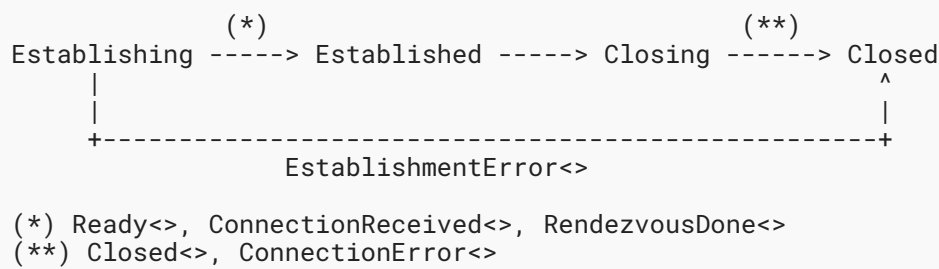 (*)                               (**)
Establishing -----> Established -----> Closing ------> Closed
     |                                                   ^
     |                                                   |
     +---------------------------------------------------+
                  EstablishmentError<>
(*) Ready<>, ConnectionReceived<>, RendezvousDone<>
(**) Closed<>, ConnectionError<>